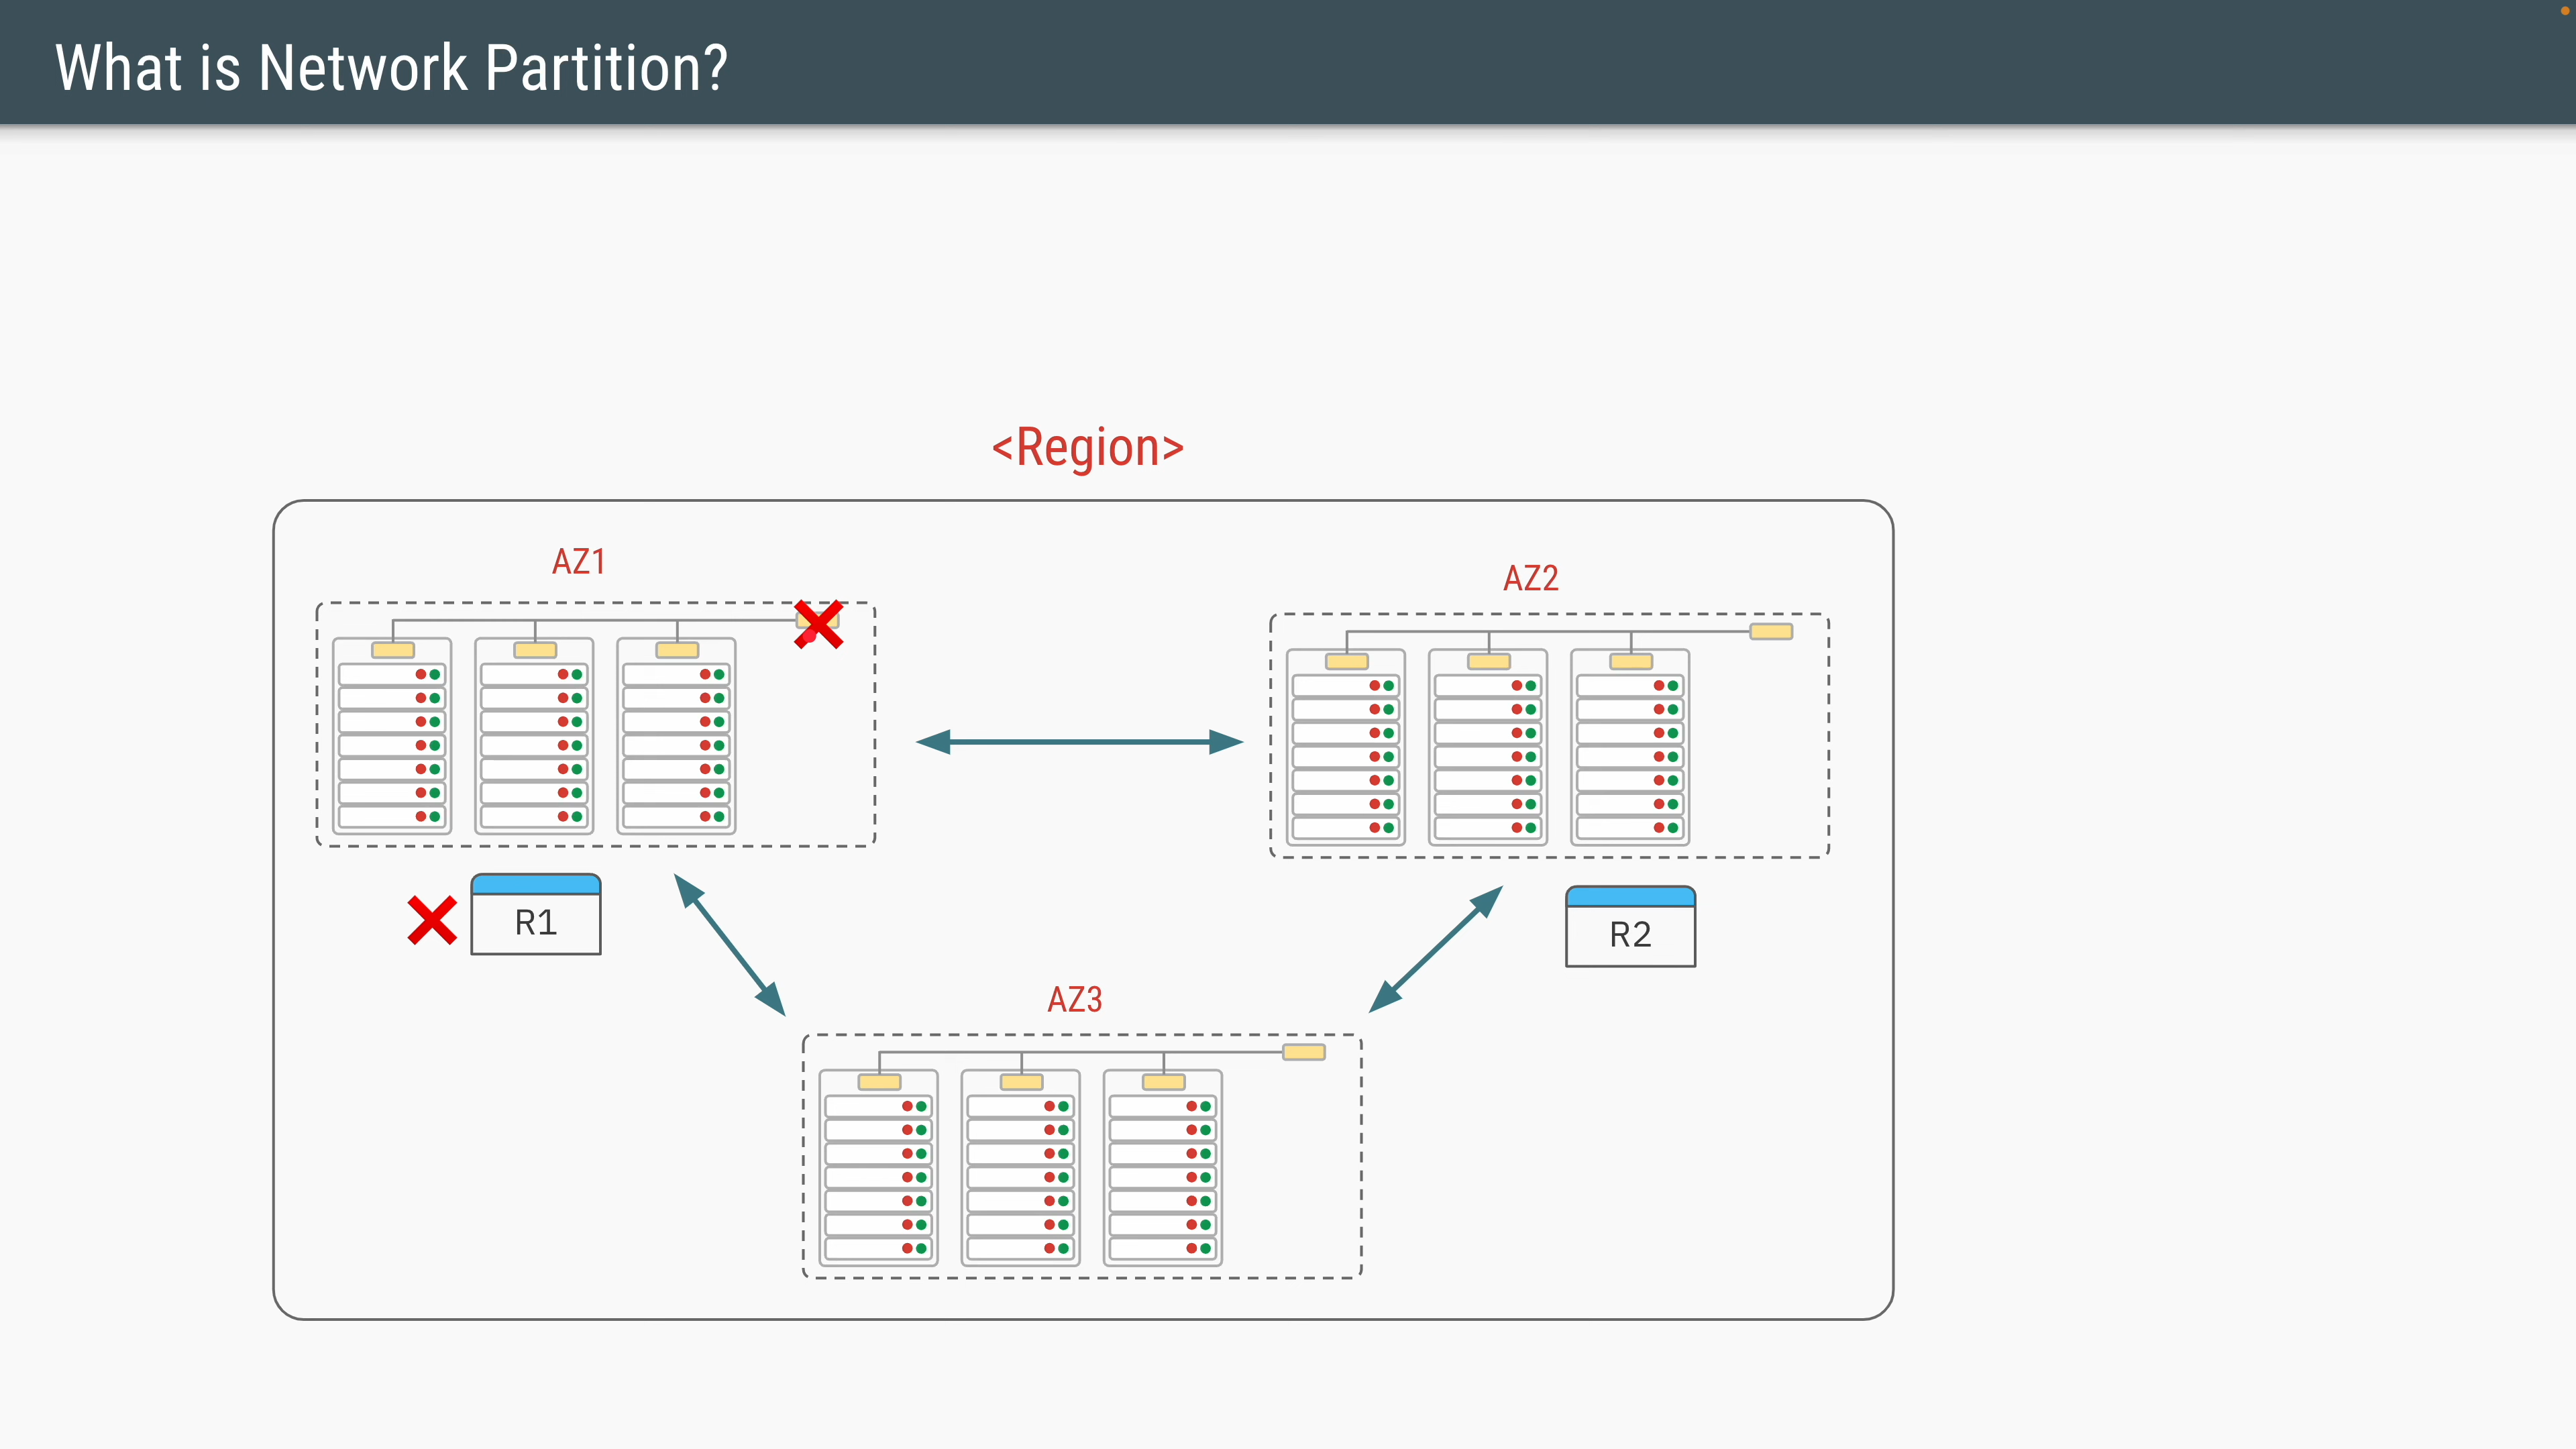 What is Network Partition?
<Region>
AZ1
AZ2
R1
R2
AZ3